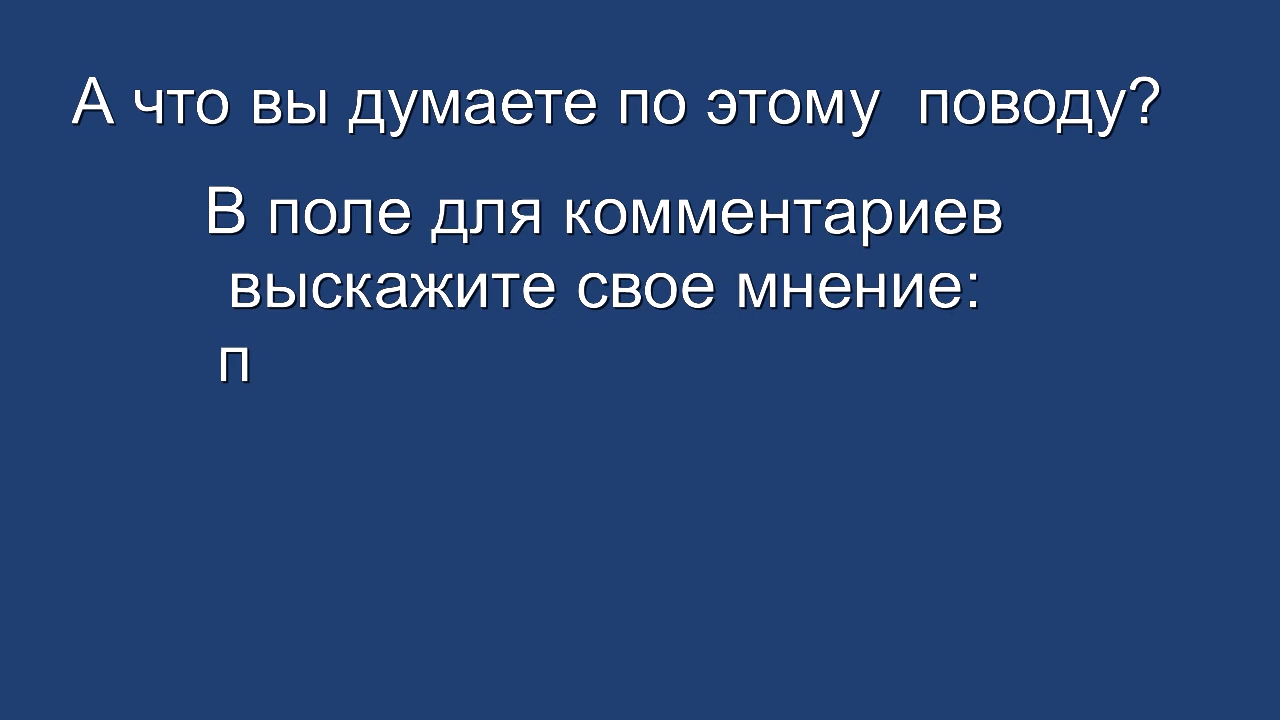 А что вы думаете по этому  поводу?
В поле для комментариев
выскажите свое мнение:
п